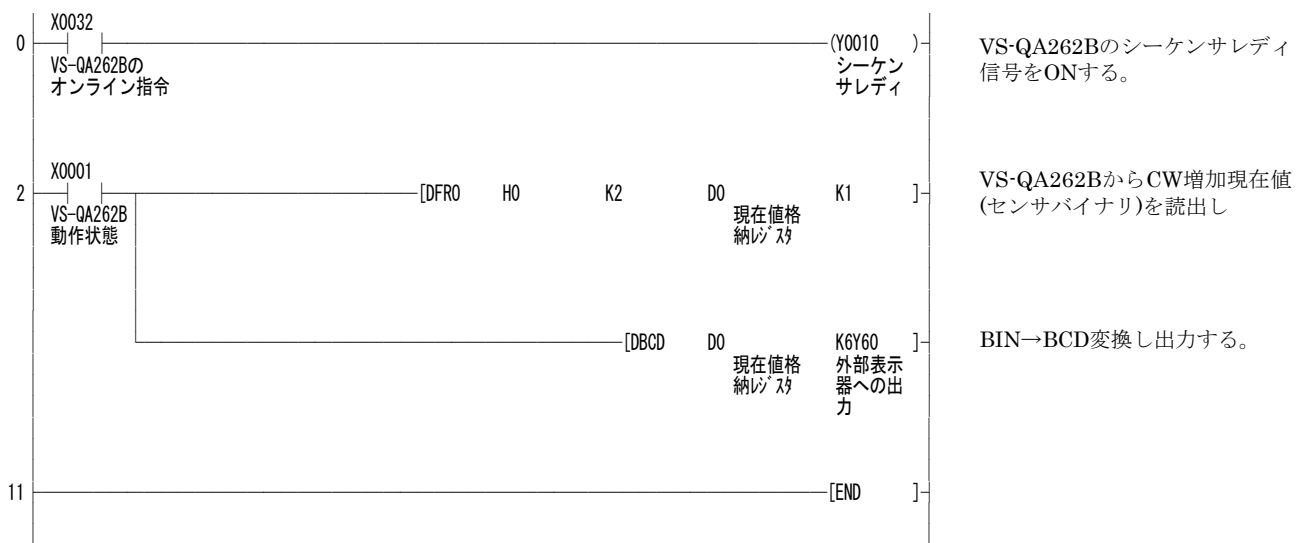 X0032
0 (Y0010 )
VS-QA262Bの
オンライン指令
シーケン
サレディ
VS-QA262Bのシーケンサレディ
信号をONする。
X0001
2 [DFRO H0 K2 D0 K1 ]
VS-QA262B
動作状態
現在値格
納ﾚｼﾞｽﾀ
VS-QA262BからCW増加現在値
(センサバイナリ)を読出し
[DBCD D0 K6Y60 ]
現在値格
納ﾚｼﾞｽﾀ
外部表示
器への出
力
BIN→BCD変換し出力する。
11 [END ]